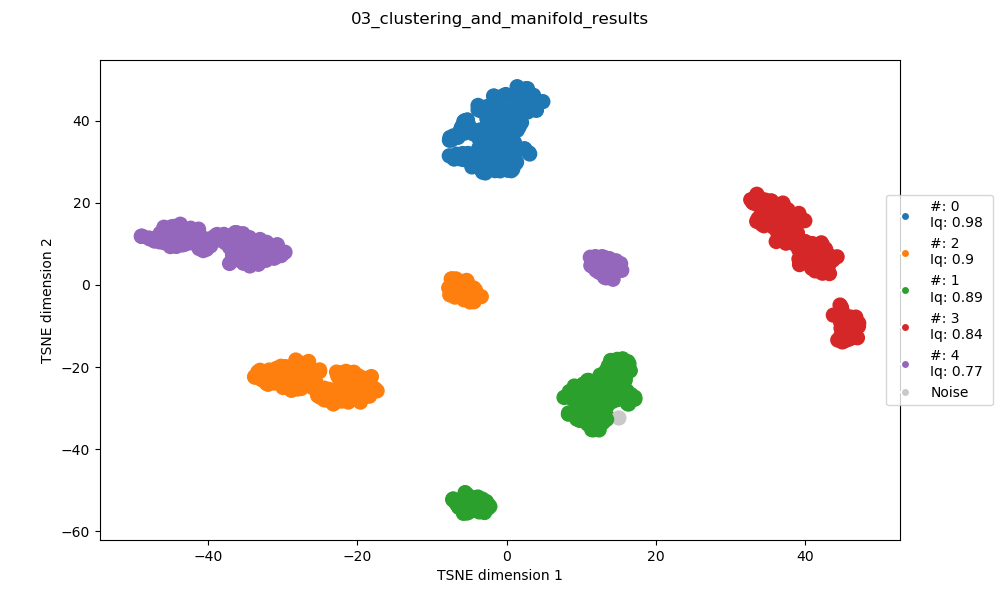 03_clustering_and_manifold_results
TSNE dimension 2
40
20
0
−20
−40
−60
−40
−20
0
20
40
TSNE dimension 1
#: 0
Iq: 0.98
#: 2
Iq: 0.9
#: 1
Iq: 0.89
#: 3
Iq: 0.84
#: 4
Iq: 0.77
Noise